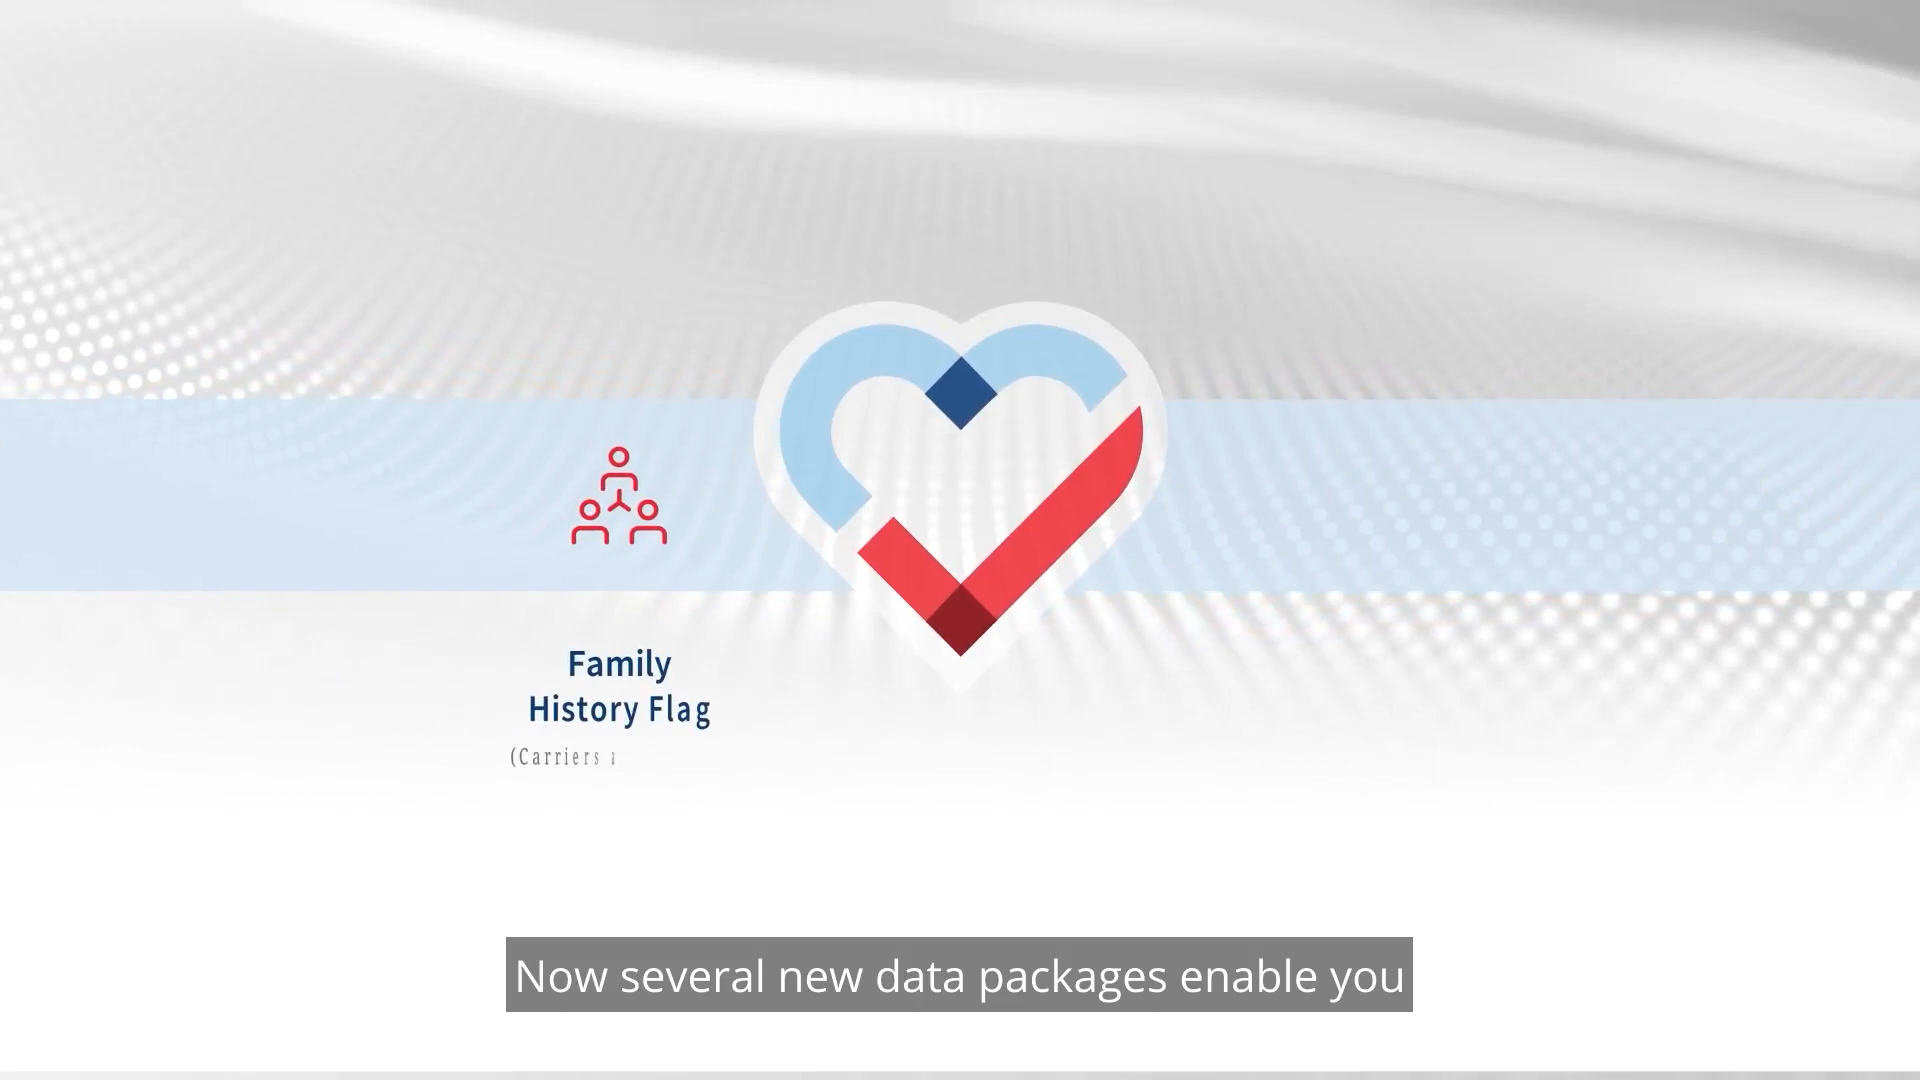 Family
History Flag
(Carriers
Now several new data packages enable you